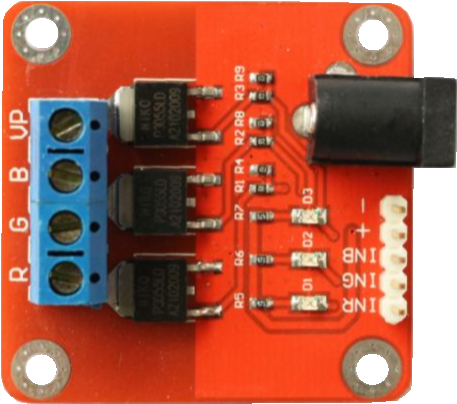 VP
B
G
R
NIKO
P3055LD
A2102009
P3055LD
A2102009
NIKO
P3055LD
A2102009
R9
R3
R8
R2
R4
R1
R7
R6
R5
D3
D2
D1
-
+
INB
ING
INR